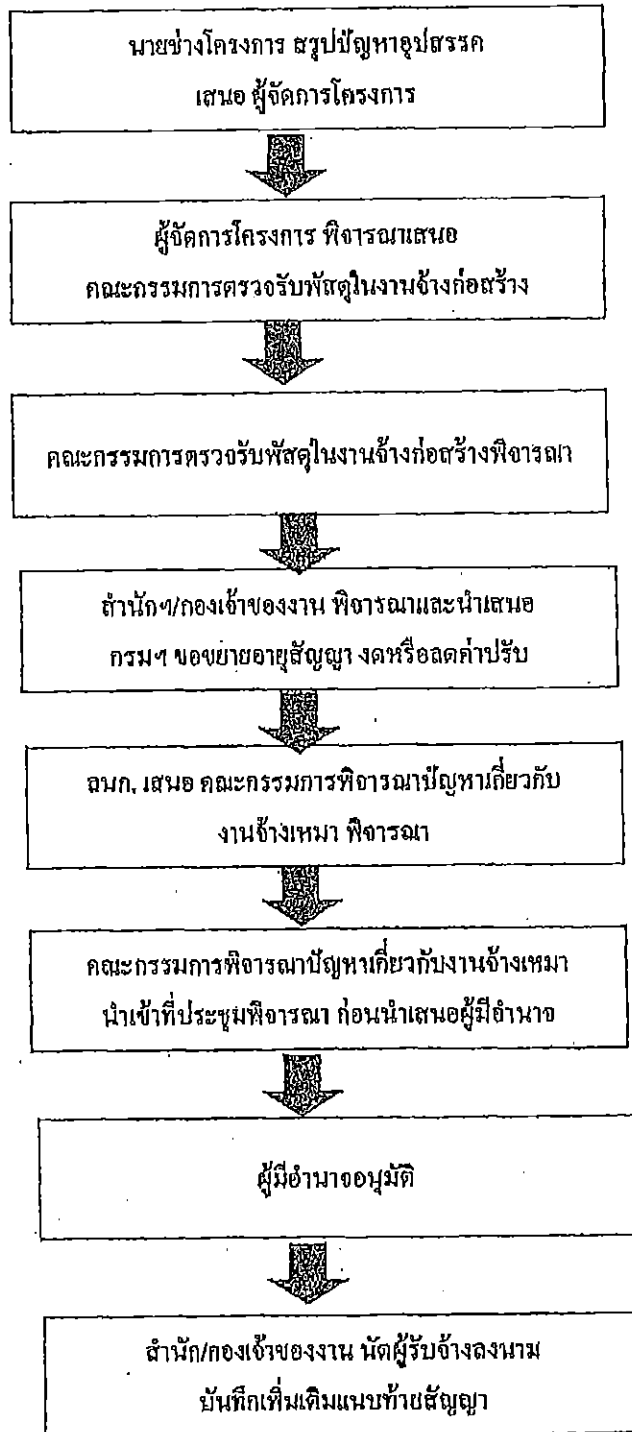 นายช่างโครงการ สรุปปัญหาอุปสรรค
เสนอ ผู้จัดการโครงการ
ผู้จัดการโครงการ พิจารณาเสนอ
คณะกรรมการตรวจรับพัสดุในงานจ้างก่อสร้าง
คณะกรรมการตรวจรับพัสดุในงานจ้างก่อสร้างพิจารณา
สำนักฯ/กองเจ้าของงาน พิจารณาและนำเสนอ
กรมฯ ขอขยายอายุสัญญา งดหรือลดค่าปรับ
ลนก. เสนอ คณะกรรมการพิจารณาปัญหาเกี่ยวกับ
งานจ้างเหมา พิจารณา
คณะกรรมการพิจารณาปัญหาเกี่ยวกับงานจ้างเหมา
นำเข้าที่ประชุมพิจารณา ก่อนนำเสนอผู้มีอำนาจ
ผู้มีอำนาจอนุมัติ
สำนัก/กองเจ้าของงาน นัดผู้รับจ้างลงนาม
บันทึกเพิ่มเติมแนบท้ายสัญญา